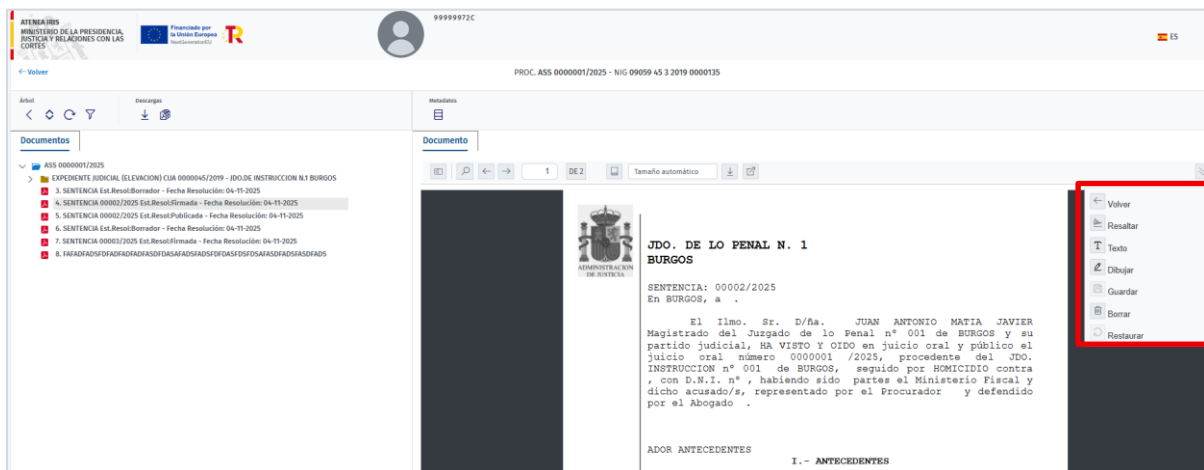 ATENEA IRIS
MINISTERIO DE LA PRESIDENCIA,
JUSTICIA Y RELACIONES CON LAS
CORTES
Financiado por
la Unión Europea
NextGenerationEU
99999972C
ES
Volver
PROC. ASS 0000001/2025 - NIG 09059 45 3 2019 0000135
Árbol
Descargas
Metadatos
Documentos
Documento
ASS 0000001/2025
EXPEDIENTE JUDICIAL (ELEVACION) CUA 0000045/2019 - JDO.DE INSTRUCCION N.1 BURGOS
3. SENTENCIA Est.Resol:Borrador - Fecha Resolución: 04-11-2025
4. SENTENCIA 00002/2025 Est.Resol:Firmada - Fecha Resolución: 04-11-2025
5. SENTENCIA 00002/2025 Est.Resol:Publicada - Fecha Resolución: 04-11-2025
6. SENTENCIA Est.Resol:Borrador - Fecha Resolución: 04-11-2025
7. SENTENCIA 00003/2025 Est.Resol:Firmada - Fecha Resolución: 04-11-2025
1 DE 2 Tamaño automático
Volver
Resaltar
Texto
Dibujar
Guardar
Borrar
Restaurar
ADMINISTRACION
DE JUSTICIA
JDO. DE LO PENAL N. 1
BURGOS
SENTENCIA: 00002/2025
En BURGOS, a .
El Ilmo. Sr. D/ña. JUAN ANTONIO MATIA JAVIER
Magistrado del Juzgado de lo Penal nº 001 de BURGOS y su
partido judicial, HA VISTO Y OIDO en juicio oral y público el
juicio oral número 0000001 /2025, procedente del JDO.
INSTRUCCION nº 001 de BURGOS, seguido por HOMICIDIO contra
, con D.N.I. nº , habiendo sido partes el Ministerio Fiscal y
dicho acusado/s, representado por el Procurador y defendido
por el Abogado .
ADOR ANTECEDENTES
I.- ANTECEDENTES